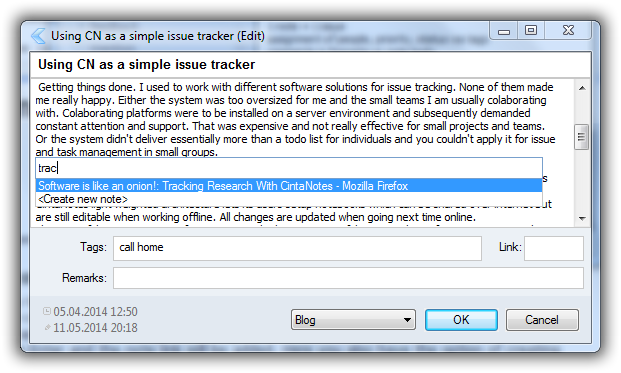 Using CN as a simple issue tracker (Edit)
Using CN as a simple issue tracker
Getting things done. I used to work with different software solutions for issue tracking. None of them made
me really happy. Either the system was too oversized for me and the small teams I am usually colaborating
with. Colaborating platforms were to be installed on a server environment and subsequently demanded
constant attention and support. That was expensive and not really effective for small projects and teams.
Or the system didn't deliver essentially more than a todo list for individuals and you couldn't apply it for issue
and task management in small groups.
trac
Software is like an onion!: Tracking Research With CintaNotes - Mozilla Firefox
<Create new note>
are still editable when working offline. All changes are updated when going next time online.
Tags:
call home
Link:
Remarks:
05.04.2014 12:50
11.05.2014 20:18
Blog
OK
Cancel